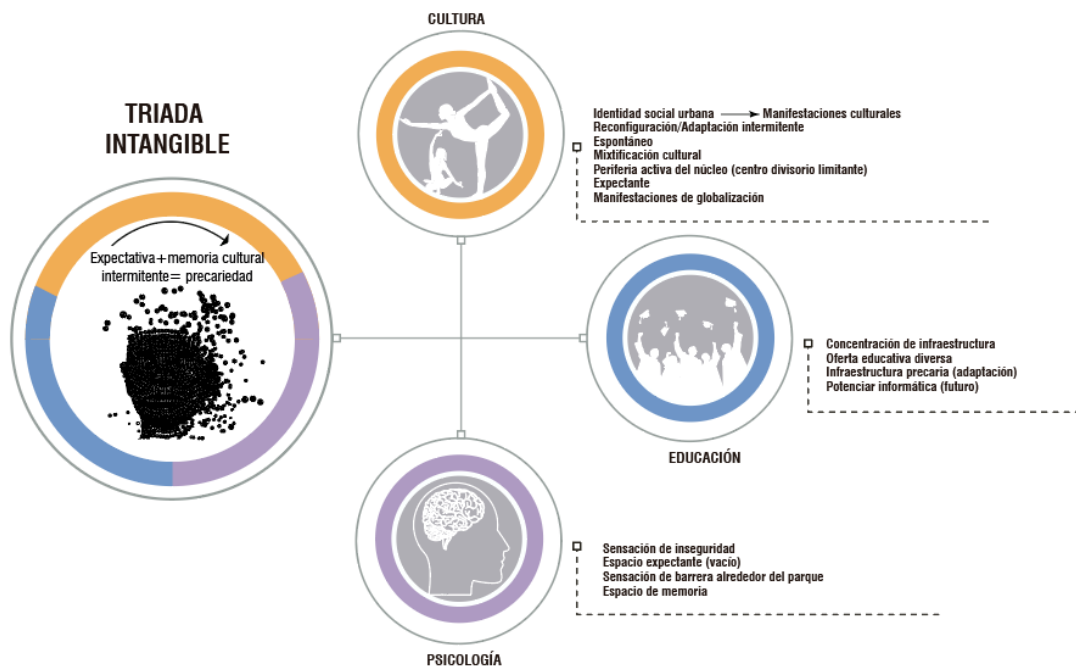 CULTURA
TRIADA
INTANGIBLE
Expectativa+memoria cultural
intermitente= precariedad
Identidad social urbana Manifestaciones culturales
Reconfiguración/Adaptación intermitente
Espontáneo
Mixtificación cultural
Periferia activa del núcleo (centro divisorio limitante)
Expectante
Manifestaciones de globalización
Concentración de infraestructura
Oferta educativa diversa
Infraestructura precaria (adaptación)
Potenciar informática (futuro)
EDUCACIÓN
Sensación de inseguridad
Espacio expectante (vacío)
Sensación de barrera alrededor del parque
Espacio de memoria
PSICOLOGÍA